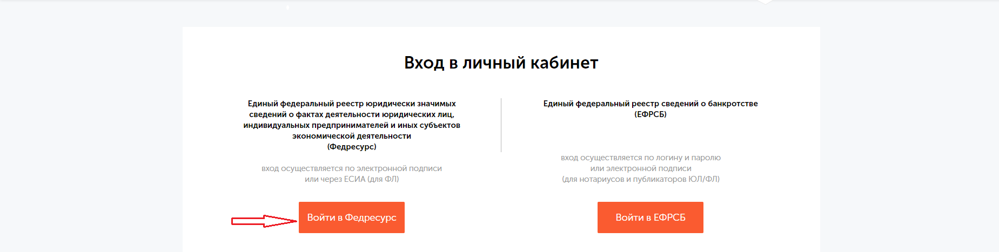 Вход в личный кабинет
Единый федеральный реестр юридически значимых
сведений о фактах деятельности юридических лиц,
индивидуальных предпринимателей и иных субъектов
экономической деятельности
(Федресурс)
вход осуществляется по электронной подписи
или через ЕСИА (для ФЛ)
Войти в Федресурс
Единый федеральный реестр сведений о банкротстве
(ЕФРСБ)
вход осуществляется по логину и паролю
или электронной подписи
(для нотариусов и публикаторов ЮЛ/ФЛ)
Войти в ЕФРСБ